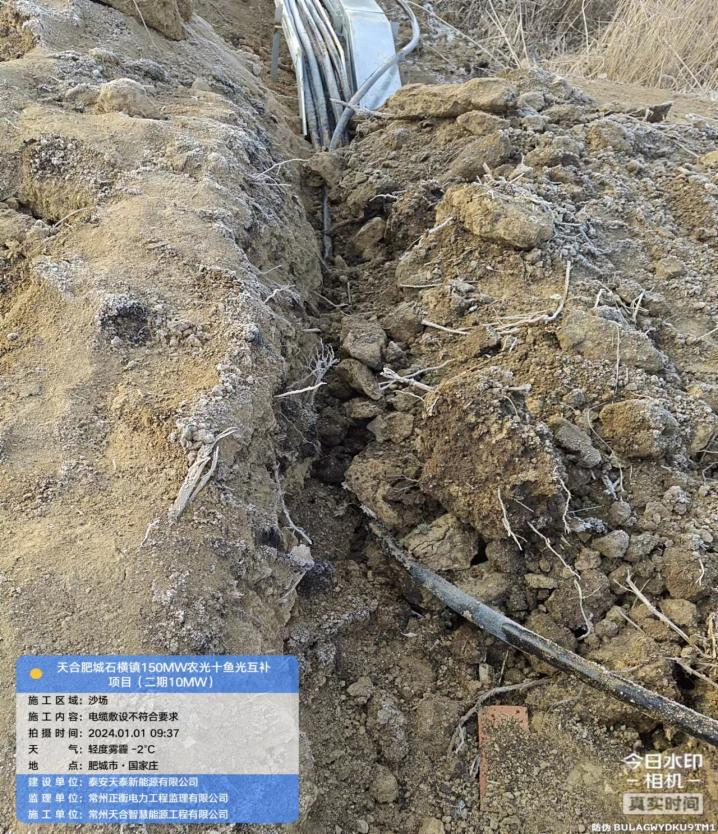 天合肥城石横镇150MW农光十鱼光互补
项目（二期10MW）
施工区域：沙场
施工内容：电缆敷设不符合要求
拍摄时间：2024.01.01 09:37
天 气：轻度雾霾 -2℃
地 点：肥城市·国家庄
建设单位：泰安天泰新能源有限公司
监理单位：常州正衡电力工程监理有限公司
施工单位：常州天合智慧能源工程有限公司
今日水印
相机
真实时间
防伪 BULAGWYDKU9TM1